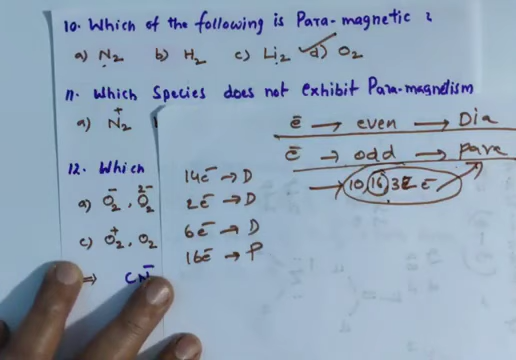 10. Which of the following is Para-magnetic ?
a) N₂ b) H₂ c) Li₂ d) O₂
11. Which Species does not exhibit Para-magnetism
a) N₂⁺
ē → even → Dia
ē → odd → para
→ 10, 16, 32 ē
12. Which
14ē → D
2ē → D
6ē → D
16ē → P
a) O₂⁻, O₂²⁻
c) O₂⁺, O₂
⇒ CN⁻